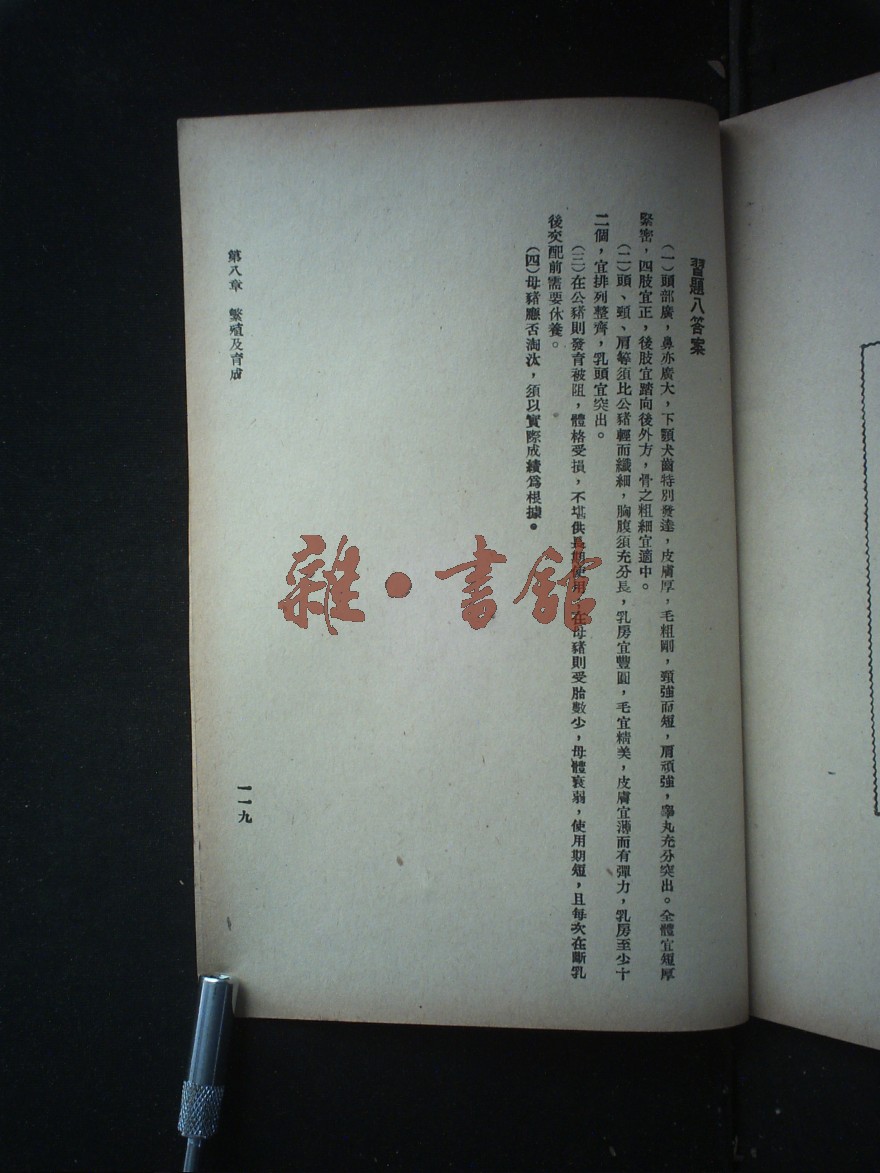 習題八答案
(一)頭部廣,鼻亦廣大,下顎犬齒特別發達,皮膚厚,毛粗剛,頸強而短,肩頑強,睾丸充分突出。全體宜短厚
緊密,四肢宜正,後肢宜踏向後外方,骨之粗細宜適中。
(二)頭、頸、肩等須比公豬輕而纖細,胸腹須充分長,乳房宜豐圓,毛宜精美,皮膚宜薄而有彈力,乳房至少十
二個,宜排列整齊,乳頭宜突出。
(三)在公豬則發育被阻,體格受損,不堪供長期使用,在母豬則受胎數少,母體衰弱,使用期短,且每次在斷乳
後交配前需要休養。
(四)母豬應否淘汰,須以實際成績爲根據。
第八章 繁殖及育成
一一九
雜·書館